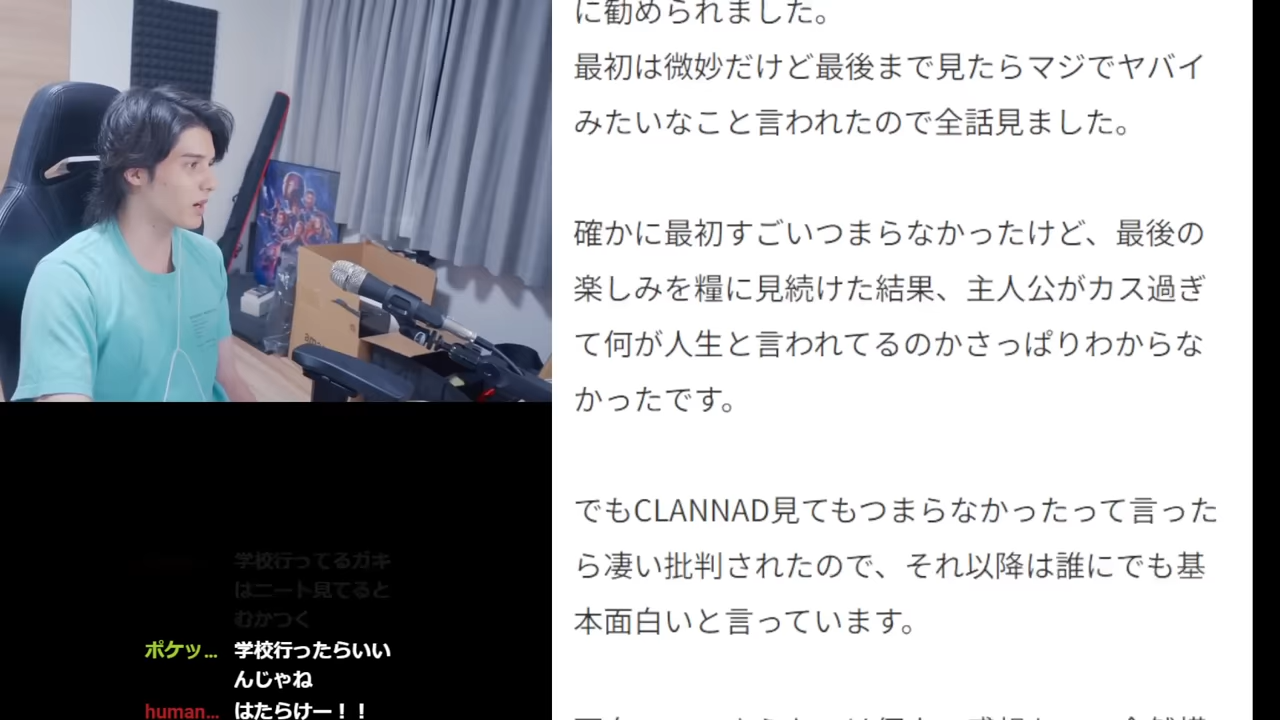 に勧められました。
最初は微妙だけど最後まで見たらマジでヤバイ
みたいなこと言われたので全話見ました。
確かに最初すごいつまらなかったけど、最後の
楽しみを糧に見続けた結果、主人公がカス過ぎ
て何が人生と言われてるのかさっぱりわからな
かったです。
でもCLANNAD見てもつまらなかったって言った
ら凄い批判されたので、それ以降は誰にでも基
本面白いと言っています。
学校行ってるガキ
はニート見てると
むかつく
ポケッ… 学校行ったらいい
んじゃね
human… はたらけー！！